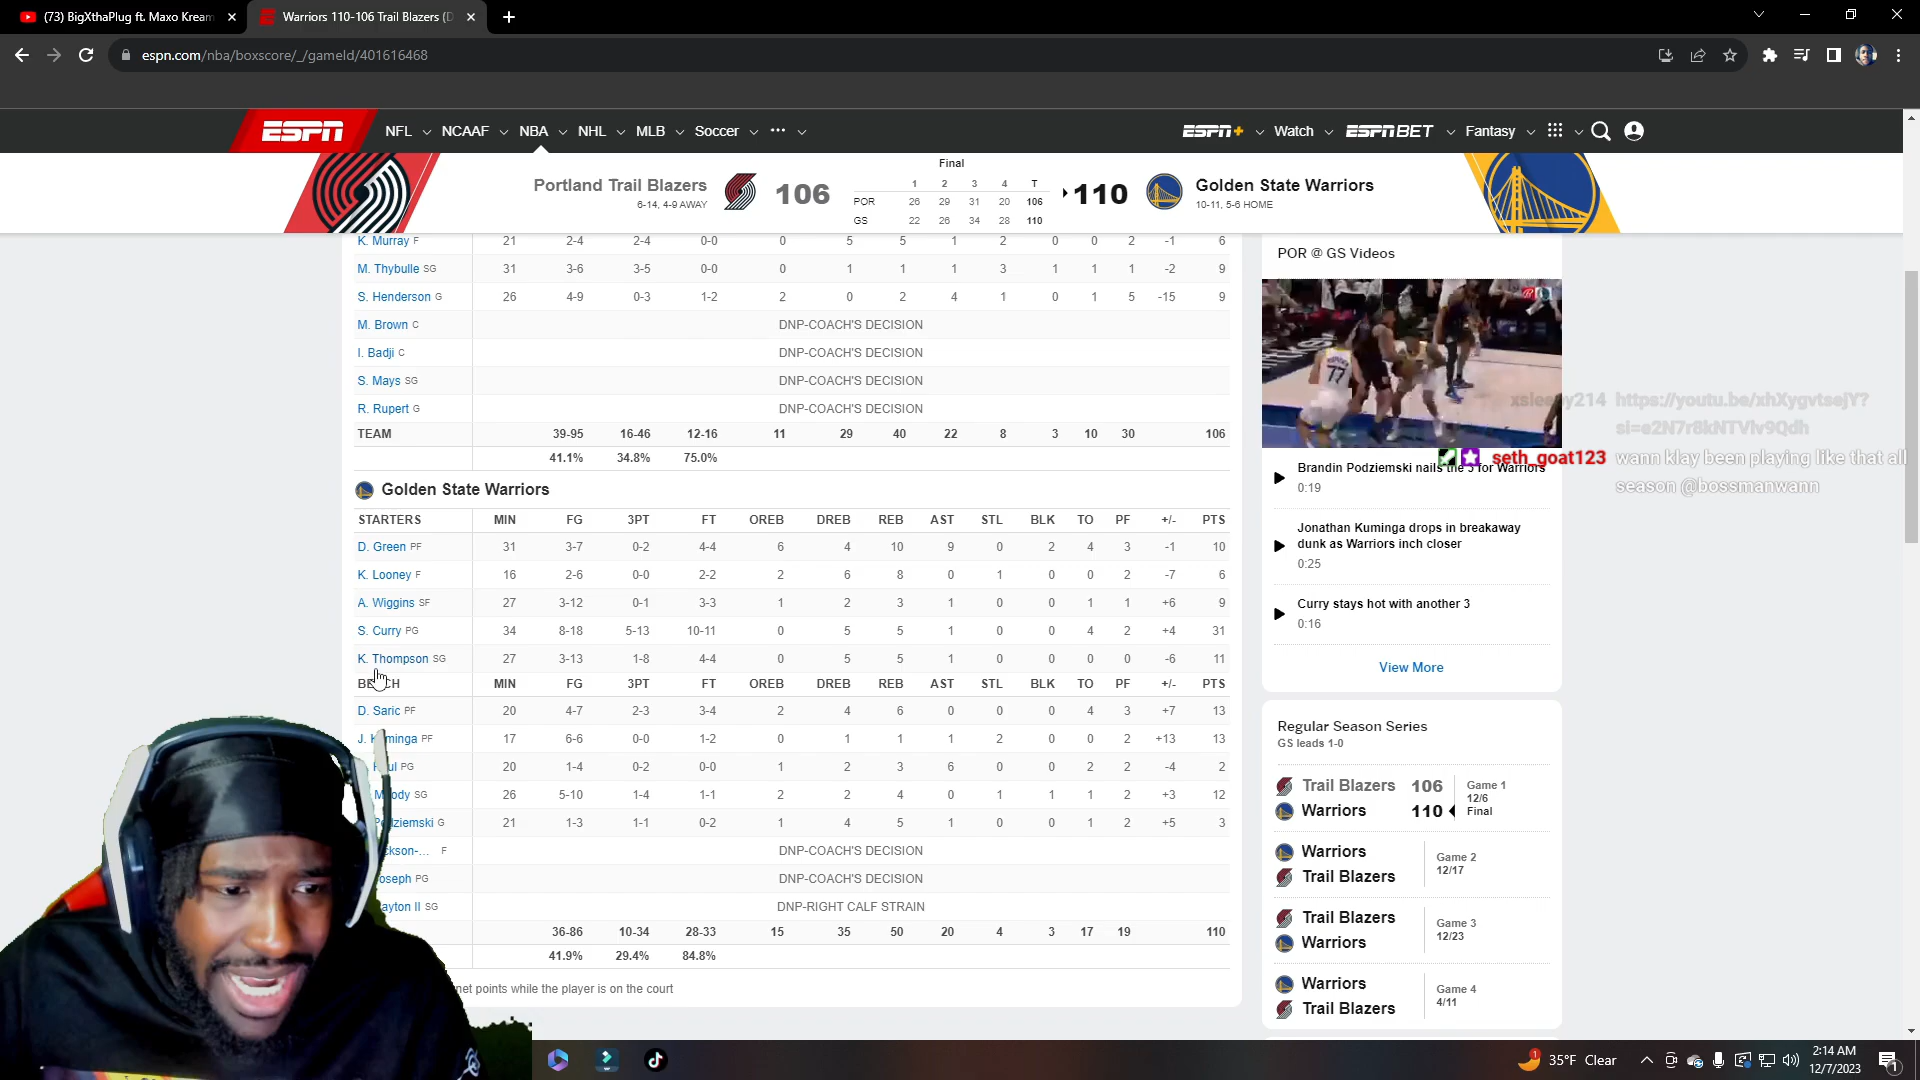 (73) BigXthaPlug ft. Maxo Kream
Warriors 110-106 Trail Blazers (D
espn.com/nba/boxscore/_/gameId/401616468
ESPN NFL NCAAF NBA NHL MLB Soccer ••• ESPN+ Watch ESPN BET Fantasy
Final
Portland Trail Blazers
6-14, 4-9 AWAY
106
1 2 3 4 T
POR 26 29 31 20 106
GS 22 26 34 28 110
110
Golden State Warriors
10-11, 5-6 HOME
K. Murray F 21 2-4 2-4 0-0 0 5 5 1 2 0 0 2 -1 6
M. Thybulle SG 31 3-6 3-5 0-0 0 1 1 1 3 1 1 1 -2 9
S. Henderson G 26 4-9 0-3 1-2 2 0 2 4 1 0 1 5 -15 9
M. Brown C DNP-COACH'S DECISION
I. Badji C DNP-COACH'S DECISION
S. Mays SG DNP-COACH'S DECISION
R. Rupert G DNP-COACH'S DECISION
TEAM 39-95 16-46 12-16 11 29 40 22 8 3 10 30 106
41.1% 34.8% 75.0%
Golden State Warriors
STARTERS MIN FG 3PT FT OREB DREB REB AST STL BLK TO PF +/- PTS
D. Green PF 31 3-7 0-2 4-4 6 4 10 9 0 2 4 3 -1 10
K. Looney F 16 2-6 0-0 2-2 2 6 8 0 1 0 0 2 -7 6
A. Wiggins SF 27 3-12 0-1 3-3 1 2 3 1 0 0 1 1 +6 9
S. Curry PG 34 8-18 5-13 10-11 0 5 5 1 0 0 4 2 +4 31
K. Thompson SG 27 3-13 1-8 4-4 0 5 5 1 0 0 0 0 -6 11
BENCH MIN FG 3PT FT OREB DREB REB AST STL BLK TO PF +/- PTS
D. Saric PF 20 4-7 2-3 3-4 2 4 6 0 0 0 4 3 +7 13
J. Kuminga PF 17 6-6 0-0 1-2 0 1 1 1 2 0 0 2 +13 13
PG 20 1-4 0-2 0-0 1 2 3 6 0 0 2 2 -4 2
SG 26 5-10 1-4 1-1 2 2 4 0 1 1 1 2 +3 12
G 21 1-3 1-1 0-2 1 4 5 1 0 0 1 2 +5 3
F DNP-COACH'S DECISION
PG DNP-COACH'S DECISION
II SG DNP-RIGHT CALF STRAIN
36-86 10-34 28-33 15 35 50 20 4 3 17 19 110
41.9% 29.4% 84.8%
net points while the player is on the court
POR @ GS Videos
77
Brandin Podziemski nails the 3 for Warriors
0:19
Jonathan Kuminga drops in breakaway
dunk as Warriors inch closer
0:25
Curry stays hot with another 3
0:16
View More
xsleepy214 https://youtu.be/xhXygvtsejY?
si=e2N7r8kNTVlv9Qdh
seth_goat123 wann klay been playing like that all
season @bossmanwann
Regular Season Series
GS leads 1-0
Trail Blazers 106
Warriors 110
Game 1
12/6
Final
Warriors
Trail Blazers
Game 2
12/17
Trail Blazers
Warriors
Game 3
12/23
Warriors
Trail Blazers
Game 4
4/11
1 35°F Clear
2:14 AM
12/7/2023
1